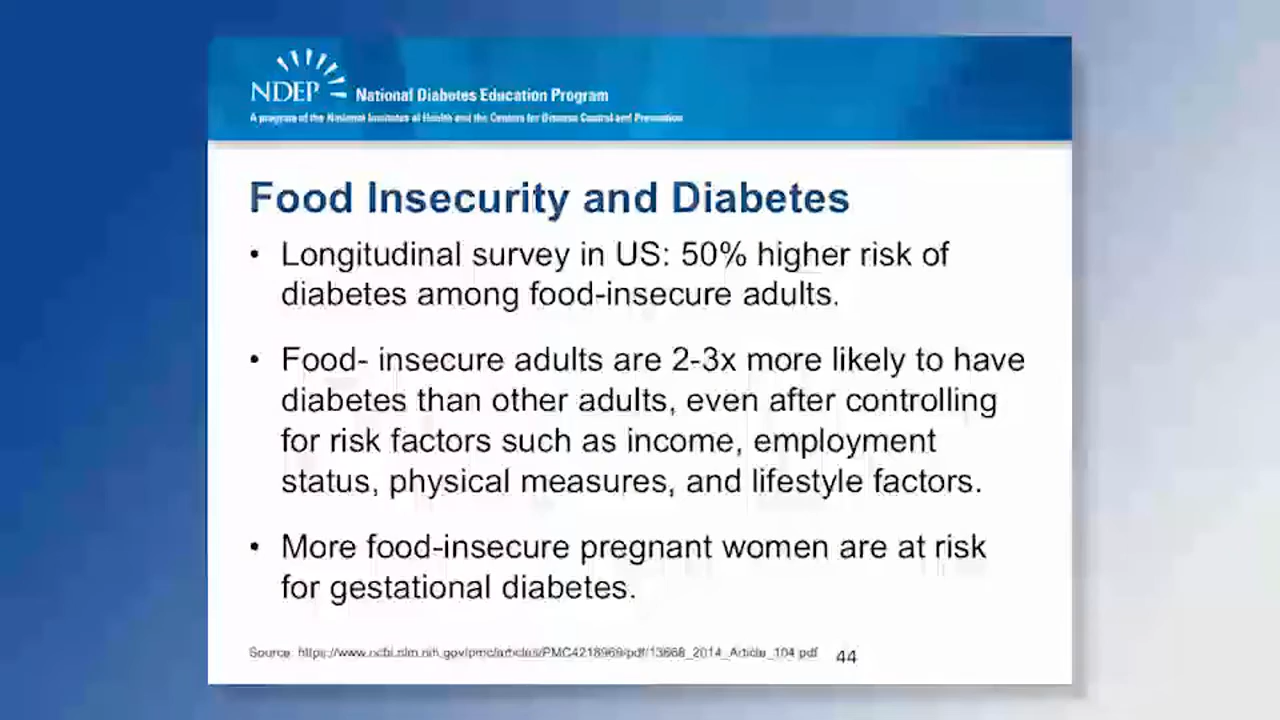 NDEP National Diabetes Education Program
A program of the National Institutes of Health and the Centers for Disease Control and Prevention
Food Insecurity and Diabetes
• Longitudinal survey in US: 50% higher risk of
diabetes among food-insecure adults.
• Food- insecure adults are 2-3x more likely to have
diabetes than other adults, even after controlling
for risk factors such as income, employment
status, physical measures, and lifestyle factors.
• More food-insecure pregnant women are at risk
for gestational diabetes.
Source: https://www.ncbi.nlm.nih.gov/pmc/articles/PMC4218969/pdf/13668_2014_Article_104.pdf 44